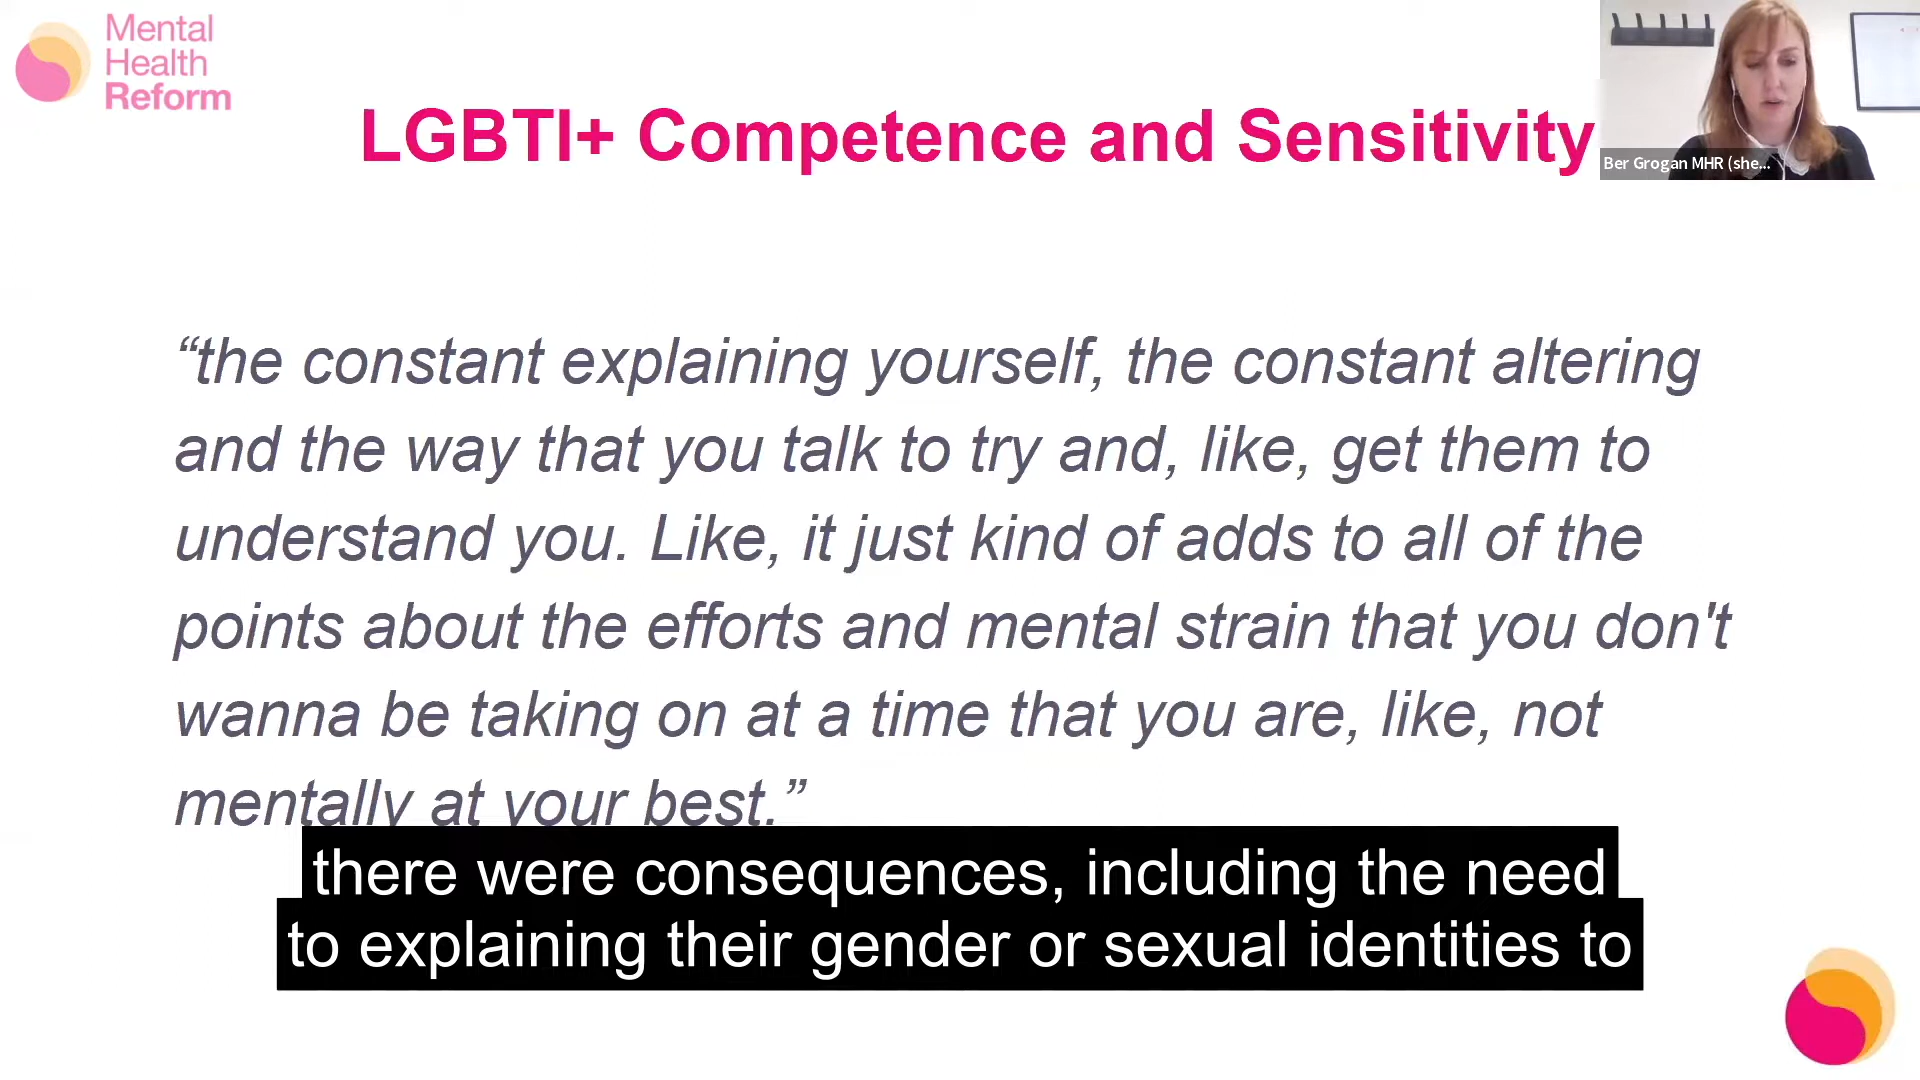 Mental
Health
Reform
LGBTI+ Competence and Sensitivity
Ber Grogan MHR (she...
“the constant explaining yourself, the constant altering
and the way that you talk to try and, like, get them to
understand you. Like, it just kind of adds to all of the
points about the efforts and mental strain that you don't
wanna be taking on at a time that you are, like, not
mentally at your best.”
there were consequences, including the need
to explaining their gender or sexual identities to